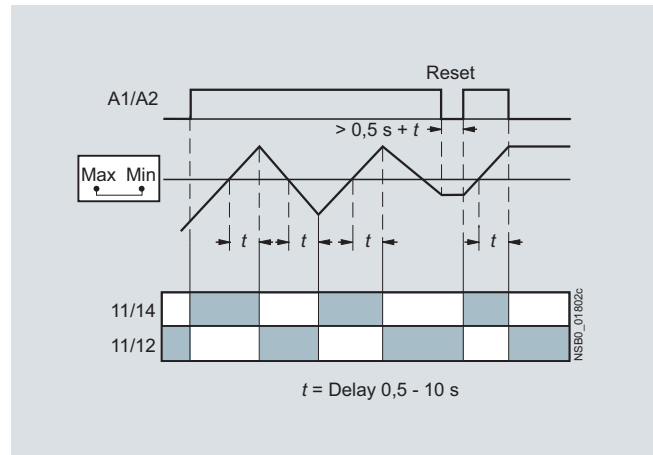 Reset
A1/A2
> 0,5 s + t
Max Min
t t t t
11/14
11/12
NSB0_01802c
t = Delay 0,5 - 10 s